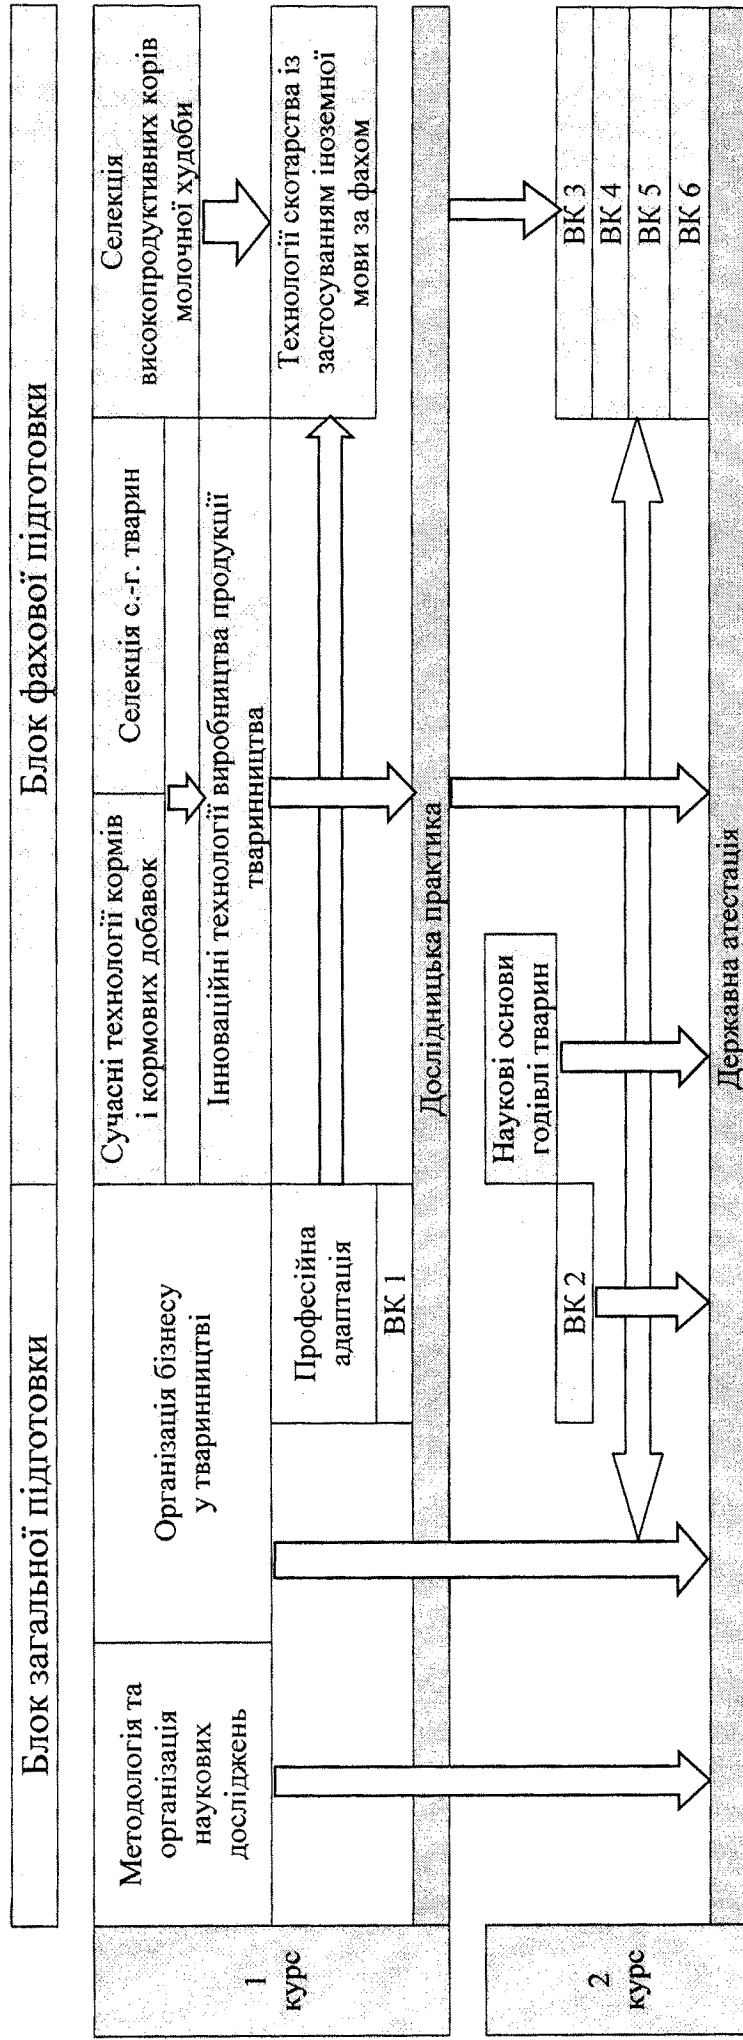 Блок загальної підготовки
Блок фахової підготовки
1
курс
Методологія та
організація
наукових
досліджень
Організація бізнесу
у тваринництві
Сучасні технології кормів
і кормових добавок
Селекція с.-г. тварин
Селекція
високопродуктивних корів
молочної худоби
Інноваційні технології виробництва продукції
тваринництва
Професійна
адаптація
ВК 1
Технології скотарства із
застосуванням іноземної
мови за фахом
Дослідницька практика
2
курс
Наукові основи
годівлі тварин
ВК 2
ВК 3
ВК 4
ВК 5
ВК 6
Державна атестація